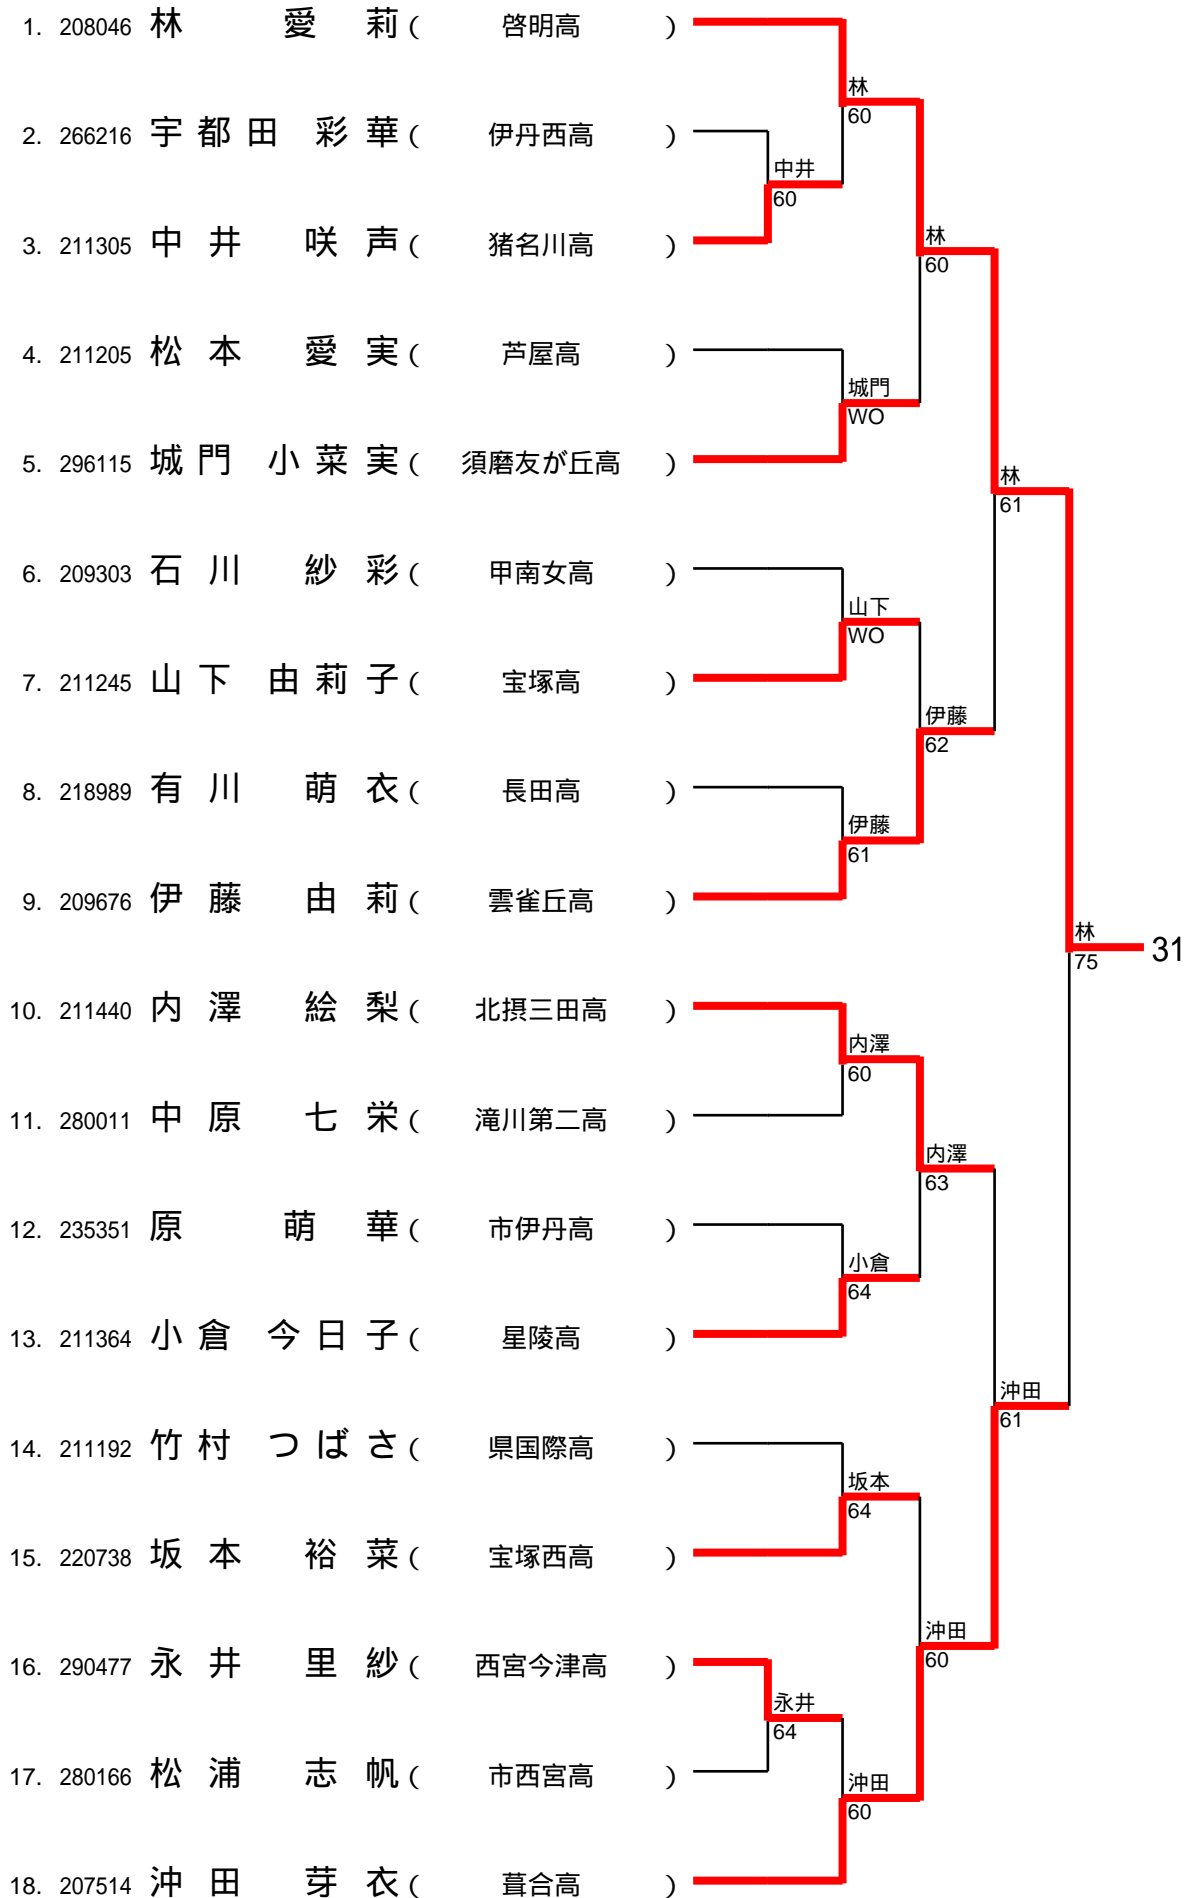 1. 208046 林 愛 莉 ( 啓明高 )
林
60
2. 266216 宇都田 彩華 ( 伊丹西高 )
中井
60
3. 211305 中井 咲声 ( 猪名川高 )
林
60
4. 211205 松本 愛実 ( 芦屋高 )
城門
WO
5. 296115 城門 小菜実 ( 須磨友が丘高 )
林
61
6. 209303 石川 紗彩 ( 甲南女高 )
山下
WO
7. 211245 山下 由莉子 ( 宝塚高 )
伊藤
62
8. 218989 有川 萌衣 ( 長田高 )
伊藤
61
9. 209676 伊藤 由莉 ( 雲雀丘高 )
林
75
31
10. 211440 内澤 絵梨 ( 北摂三田高 )
内澤
60
11. 280011 中原 七栄 ( 滝川第二高 )
内澤
63
12. 235351 原 萌華 ( 市伊丹高 )
小倉
64
13. 211364 小倉 今日子 ( 星陵高 )
沖田
61
14. 211192 竹村 つばさ ( 県国際高 )
坂本
64
15. 220738 坂本 裕菜 ( 宝塚西高 )
沖田
60
16. 290477 永井 里紗 ( 西宮今津高 )
永井
64
17. 280166 松浦 志帆 ( 市西宮高 )
沖田
60
18. 207514 沖田 芽衣 ( 葺合高 )